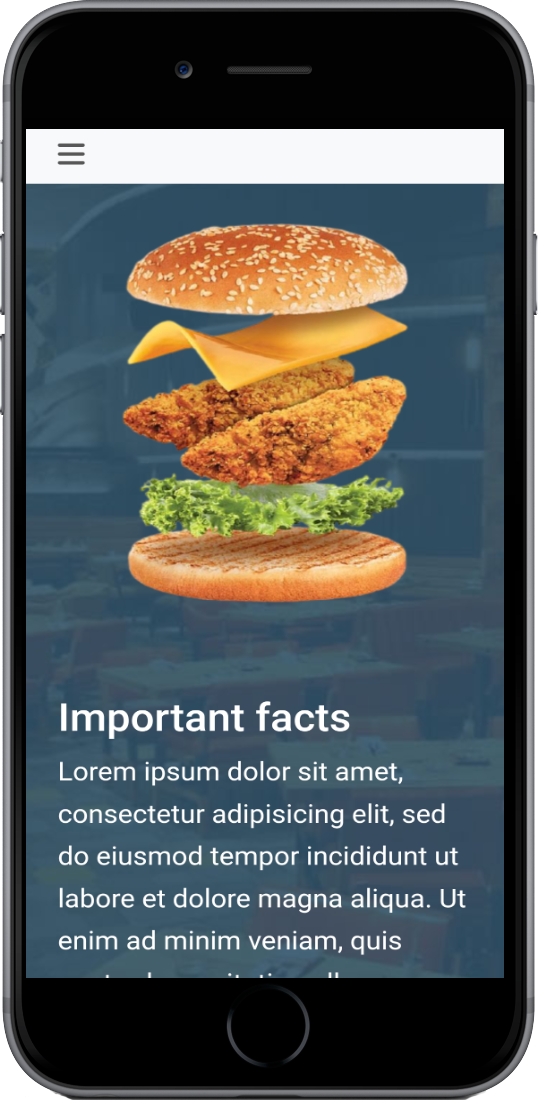 Important facts
Lorem ipsum dolor sit amet,
consectetur adipisicing elit, sed
do eiusmod tempor incididunt ut
labore et dolore magna aliqua. Ut
enim ad minim veniam, quis